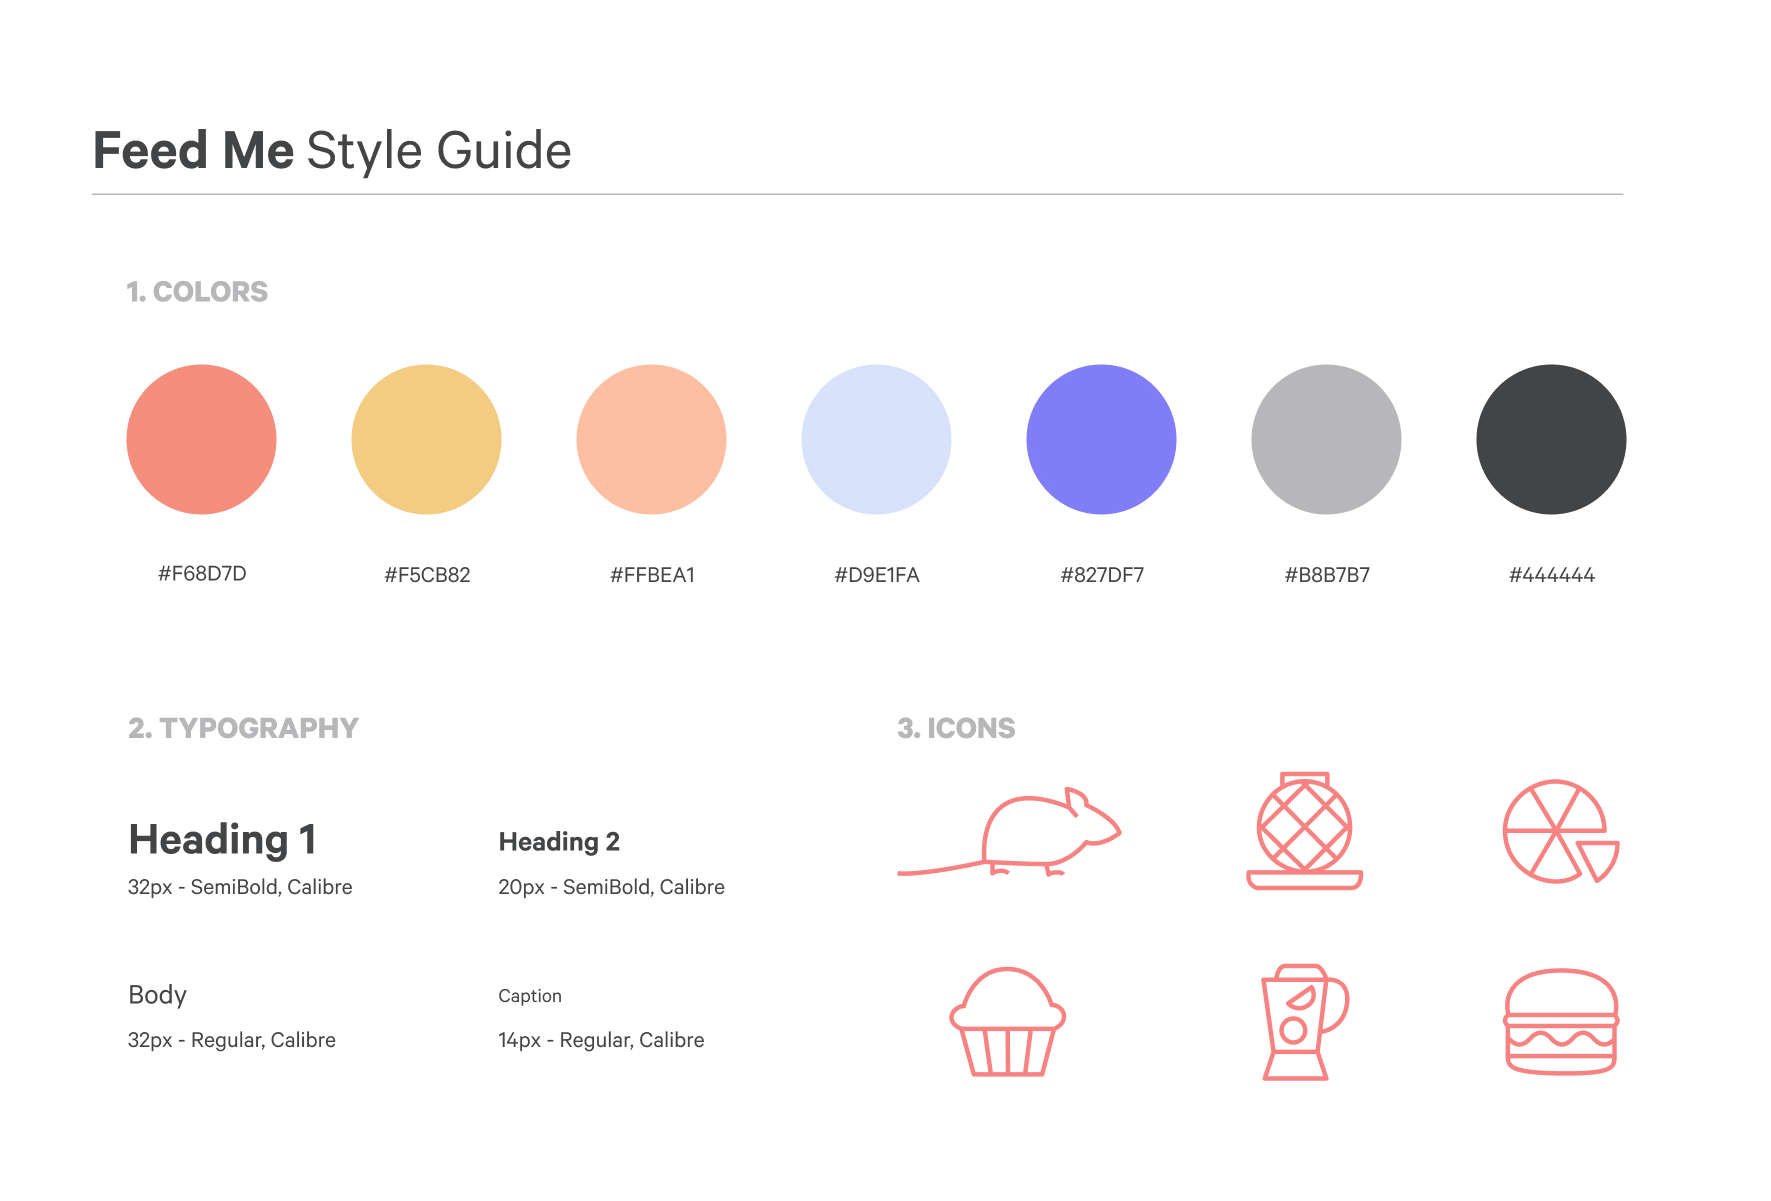 Feed Me Style Guide
1. COLORS
#F68D7D
#F5CB82
#FFBEA1
#D9E1FA
#827DF7
#B8B7B7
#444444
2. TYPOGRAPHY
Heading 1
32px - SemiBold, Calibre
Heading 2
20px - SemiBold, Calibre
Body
32px - Regular, Calibre
Caption
14px - Regular, Calibre
3. ICONS